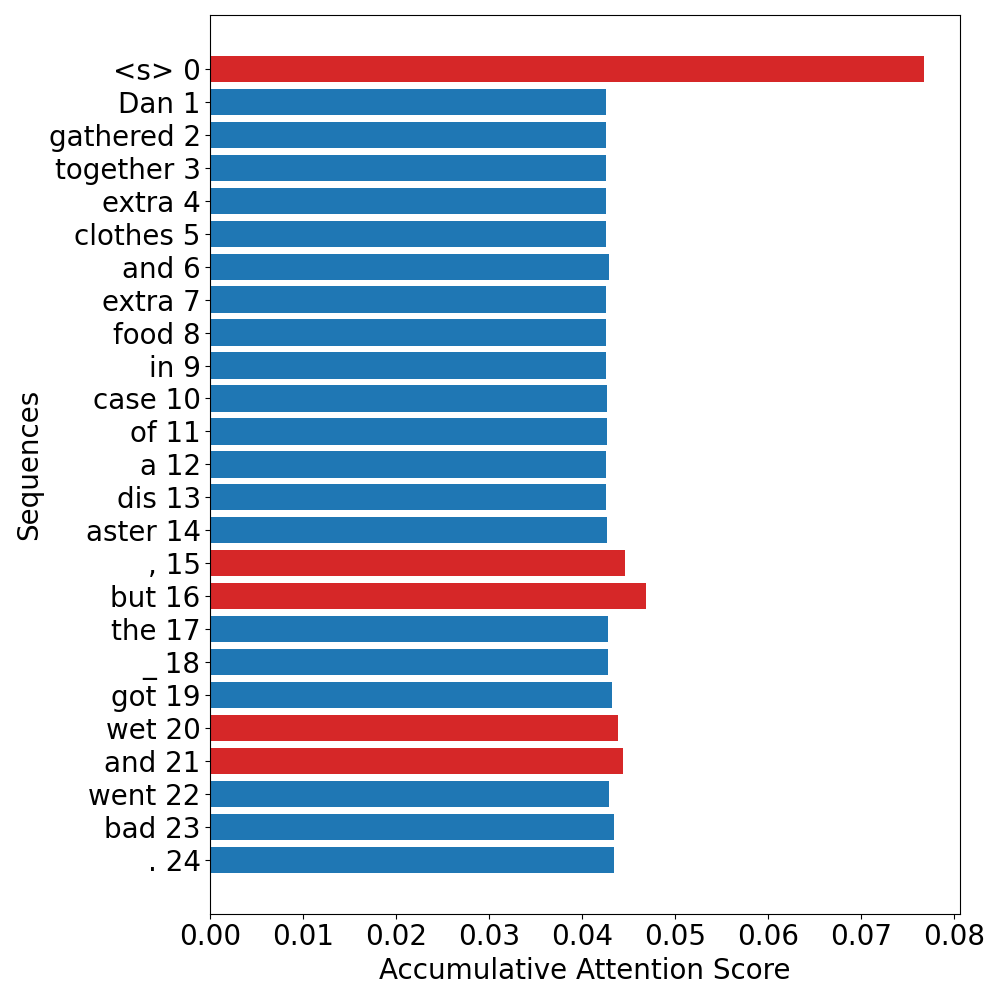 <s> 0
Dan 1
gathered 2
together 3
extra 4
clothes 5
and 6
extra 7
food 8
in 9
case 10
of 11
a 12
dis 13
aster 14
, 15
but 16
the 17
_ 18
got 19
wet 20
and 21
went 22
bad 23
. 24
Sequences
0.00 0.01 0.02 0.03 0.04 0.05 0.06 0.07 0.08
Accumulative Attention Score